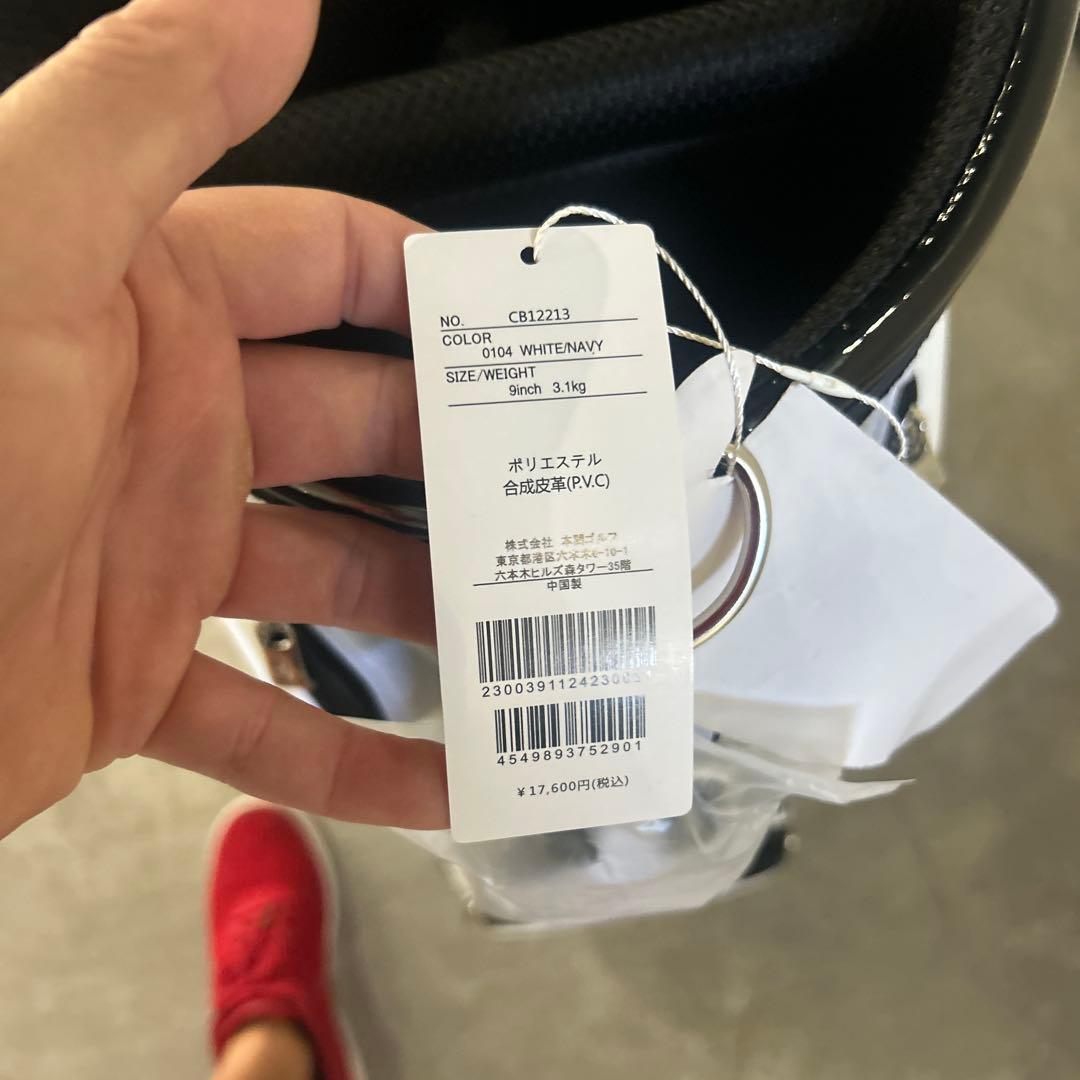 NO. CB12213
COLOR
0104 WHITE/NAVY
SIZE/WEIGHT
9inch 3.1kg
ポリエステル
合成皮革(P.V.C)
株式会社 本間ゴルフ
東京都港区六本木6-10-1
六本木ヒルズ森タワー35階
中国製
4549893752901
¥17,600円(税込)